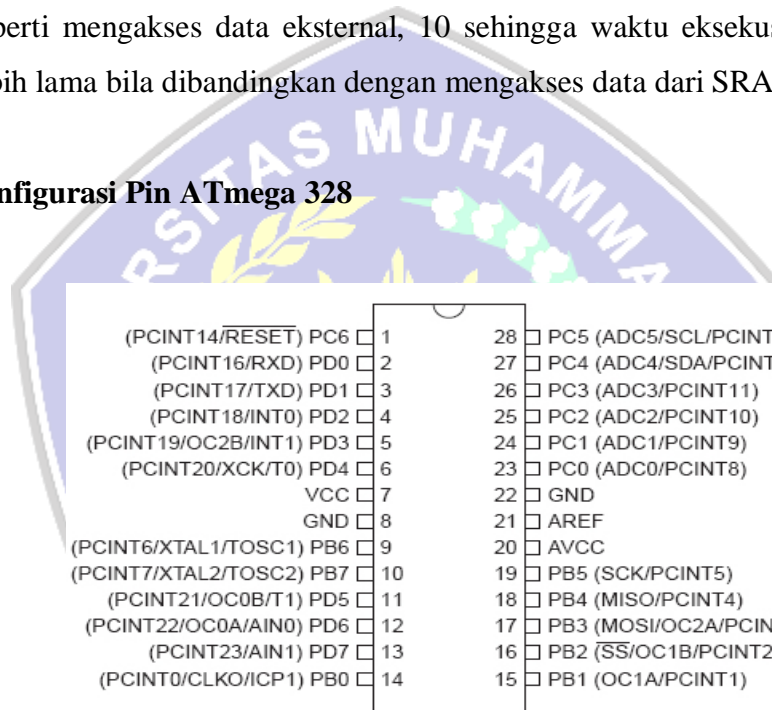 perti mengakses data eksternal, 10 sehingga waktu eksekus
bih lama bila dibandingkan dengan mengakses data dari SRA
nfigurasi Pin ATmega 328
RSITAS MUHAMMA
(PCINT14/RESET) PC6 1 28 PC5 (ADC5/SCL/PCINT
(PCINT16/RXD) PD0 2 27 PC4 (ADC4/SDA/PCINT
(PCINT17/TXD) PD1 3 26 PC3 (ADC3/PCINT11)
(PCINT18/INT0) PD2 4 25 PC2 (ADC2/PCINT10)
(PCINT19/OC2B/INT1) PD3 5 24 PC1 (ADC1/PCINT9)
(PCINT20/XCK/T0) PD4 6 23 PC0 (ADC0/PCINT8)
VCC 7 22 GND
GND 8 21 AREF
(PCINT6/XTAL1/TOSC1) PB6 9 20 AVCC
(PCINT7/XTAL2/TOSC2) PB7 10 19 PB5 (SCK/PCINT5)
(PCINT21/OC0B/T1) PD5 11 18 PB4 (MISO/PCINT4)
(PCINT22/OC0A/AIN0) PD6 12 17 PB3 (MOSI/OC2A/PCIN
(PCINT23/AIN1) PD7 13 16 PB2 (SS/OC1B/PCINT2
(PCINT0/CLKO/ICP1) PB0 14 15 PB1 (OC1A/PCINT1)